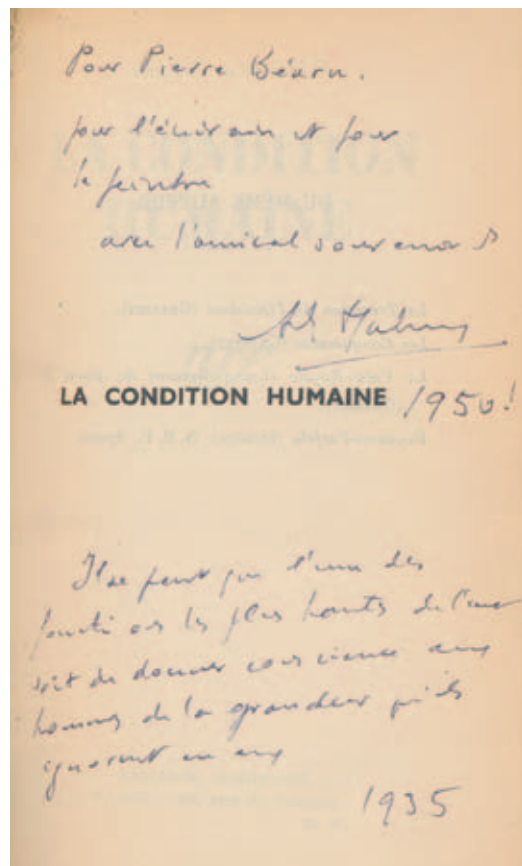 Pour Pierre Béarn.
pour l'écrivain et pour
le peintre
avec l'amical souvenir d
LA CONDITION HUMAINE
1950!
Il se peut que l'une des
fonctions les plus hautes de l'art
soit de donner conscience aux
hommes de la grandeur qu'ils
ignorent en eux
1935